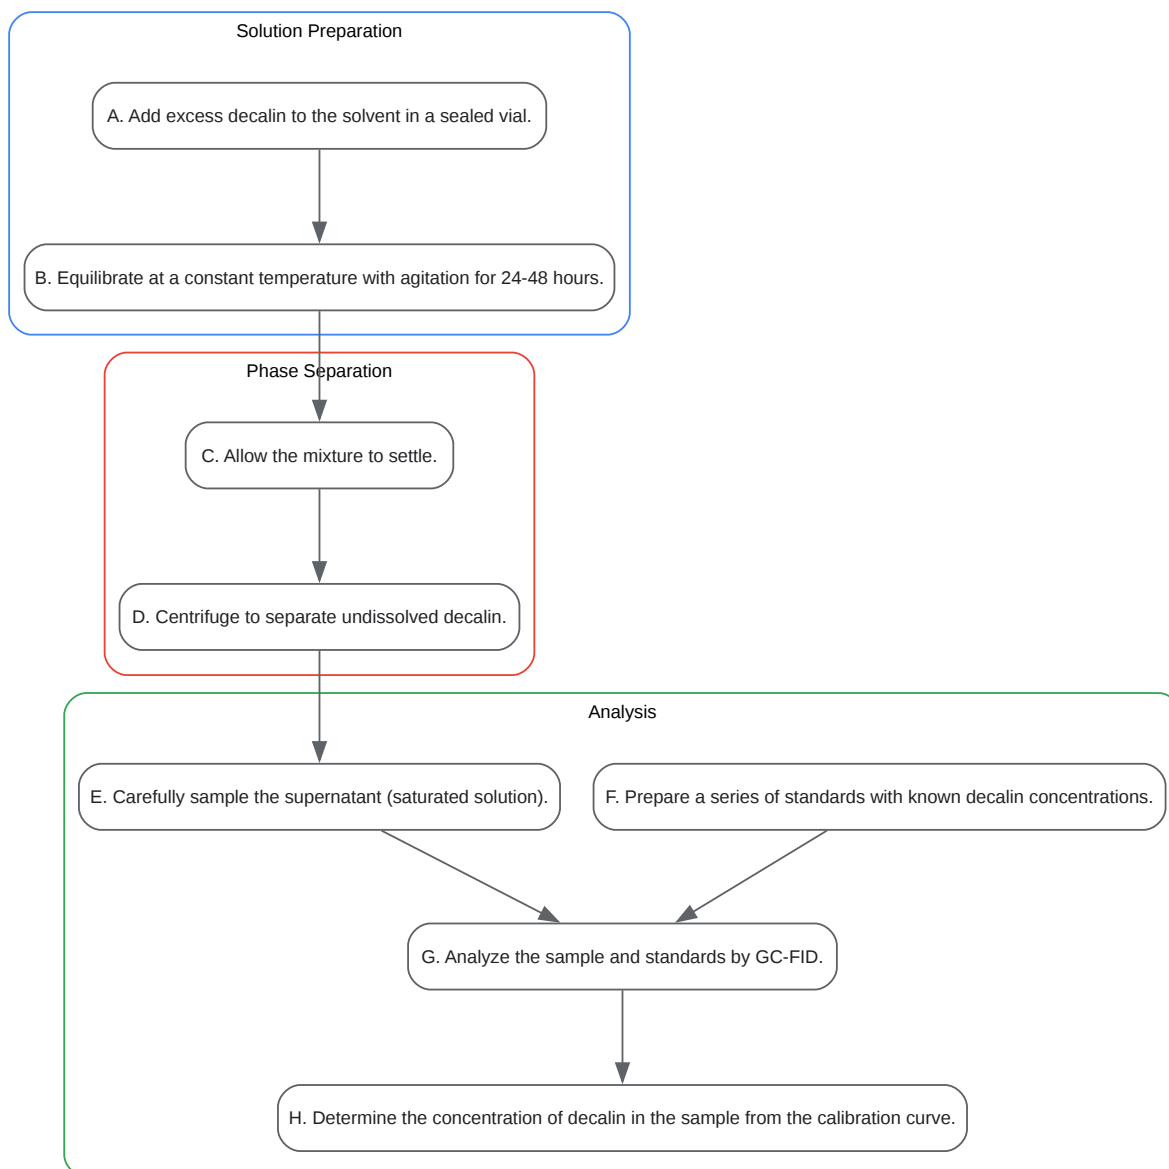 Solution Preparation
A. Add excess decalin to the solvent in a sealed vial.
B. Equilibrate at a constant temperature with agitation for 24-48 hours.
Phase Separation
C. Allow the mixture to settle.
D. Centrifuge to separate undissolved decalin.
Analysis
E. Carefully sample the supernatant (saturated solution).
F. Prepare a series of standards with known decalin concentrations.
G. Analyze the sample and standards by GC-FID.
H. Determine the concentration of decalin in the sample from the calibration curve.